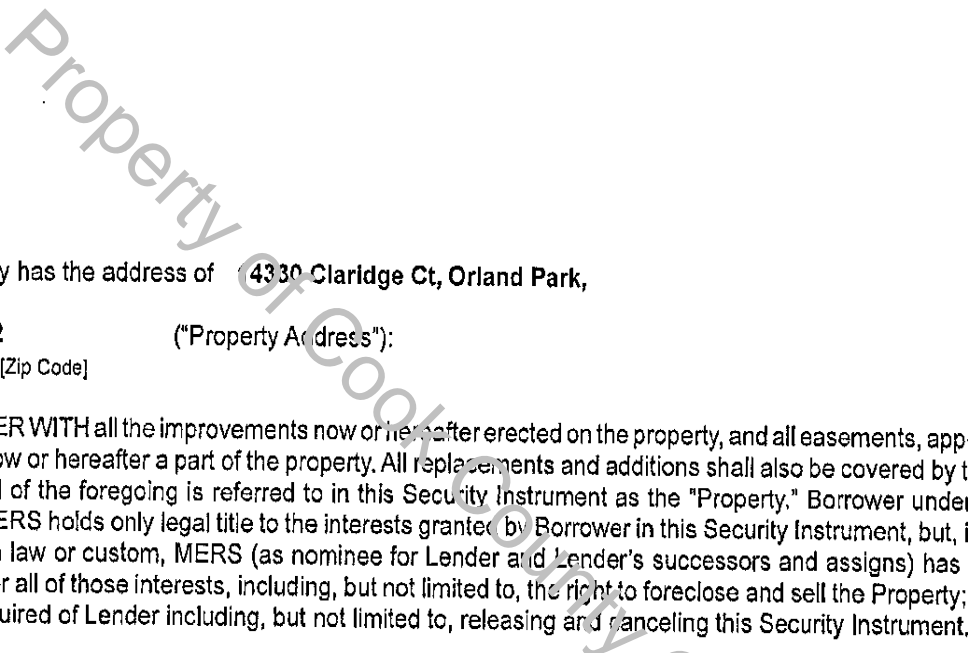 Property of Cook County
y has the address of 14330 Claridge Ct, Orland Park,
2 ("Property Address"):
[Zip Code]
ER WITH all the improvements now or hereafter erected on the property, and all easements, app-
ow or hereafter a part of the property. All replacements and additions shall also be covered by t
l of the foregoing is referred to in this Security Instrument as the "Property." Borrower under
ERS holds only legal title to the interests granted by Borrower in this Security Instrument, but, i
law or custom, MERS (as nominee for Lender and Lender's successors and assigns) has
r all of those interests, including, but not limited to, the right to foreclose and sell the Property;
uired of Lender including, but not limited to, releasing and canceling this Security Instrument.